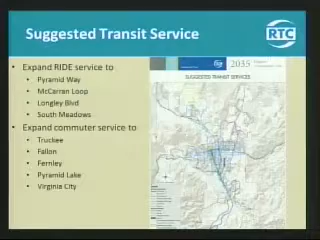 Suggested Transit Service
RTC
• Expand RIDE service to
• Pyramid Way
• McCarran Loop
• Longley Blvd
• South Meadows
• Expand commuter service to
• Truckee
• Fallon
• Fernley
• Pyramid Lake
• Virginia City
2035
SUGGESTED TRANSIT SERVICES